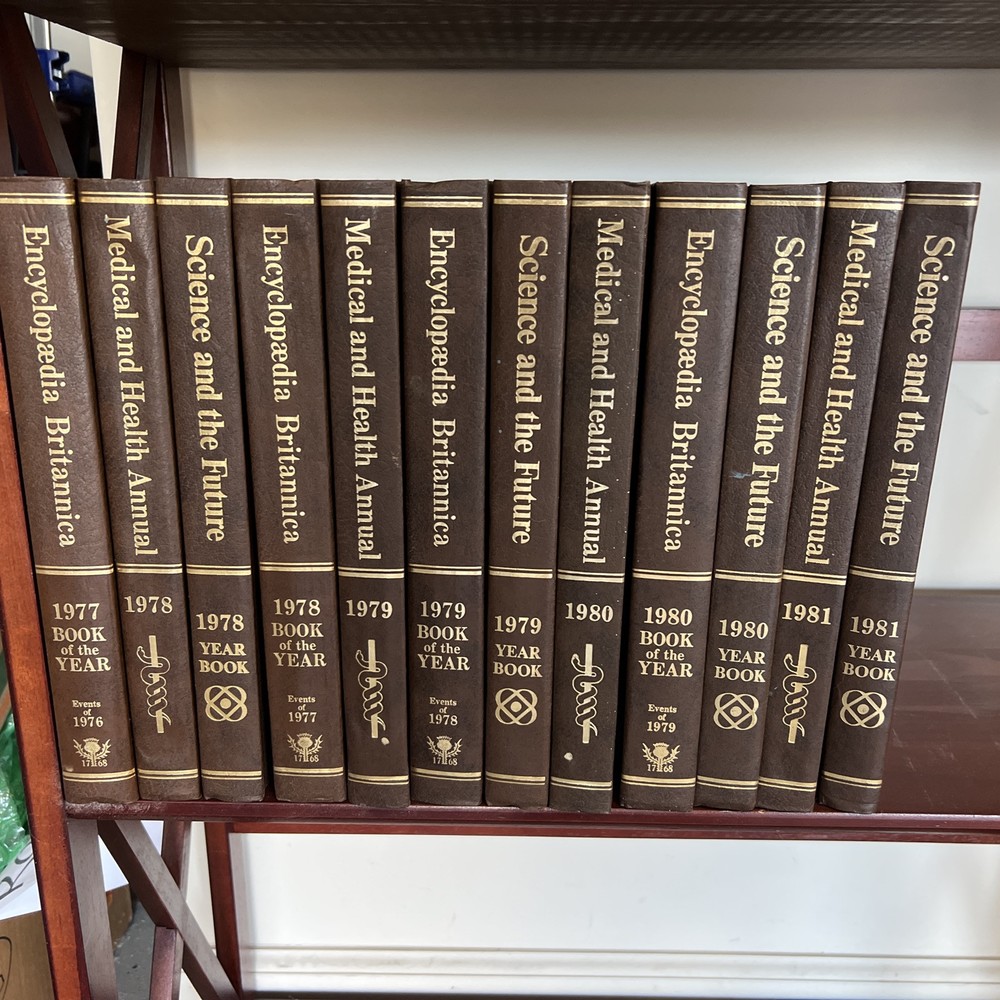 Encyclopædia Britannica
1977
BOOK
of the
YEAR
Events
of
1976
1768
Medical and Health Annual
1978
Science and the Future
1978
YEAR
BOOK
Encyclopædia Britannica
1978
BOOK
of the
YEAR
Events
of
1977
1768
Medical and Health Annual
1979
Encyclopædia Britannica
1979
BOOK
of the
YEAR
Events
of
1978
1768
Science and the Future
1979
YEAR
BOOK
Medical and Health Annual
1980
Encyclopædia Britannica
1980
BOOK
of the
YEAR
Events
of
1979
1768
Science and the Future
1980
YEAR
BOOK
Medical and Health Annual
1981
Science and the Future
1981
YEAR
BOOK